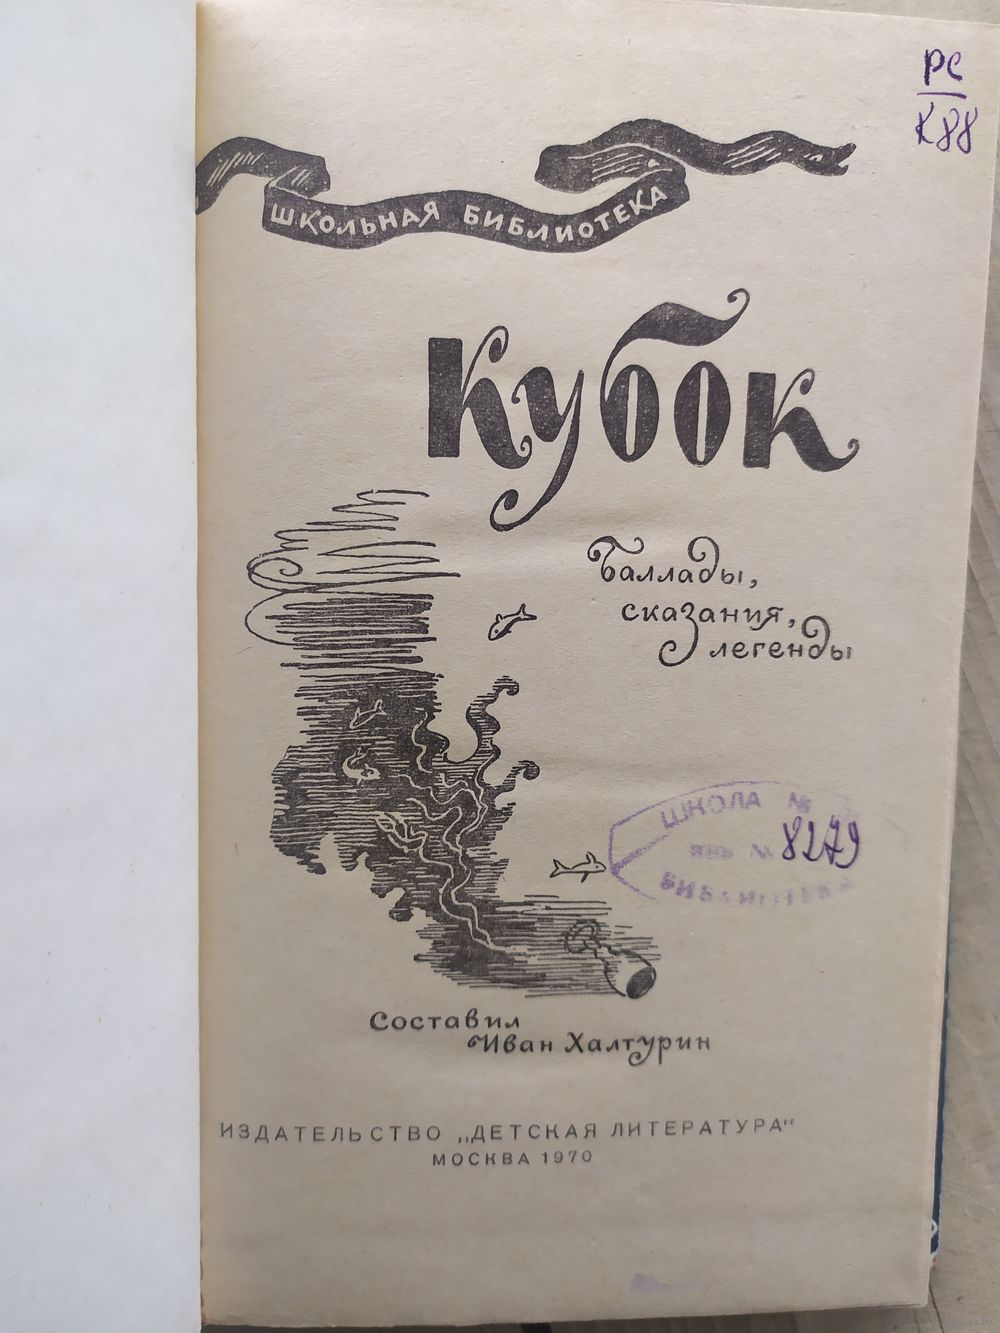 РС
К88
ШКОЛЬНАЯ БИБЛИОТЕКА
Кубок
Баллады,
сказания,
легенды
ШКОЛА №
№ 8279
БИБЛИОТЕКА
Составил
Иван Халтурин
ИЗДАТЕЛЬСТВО „ДЕТСКАЯ ЛИТЕРАТУРА"
МОСКВА 1970